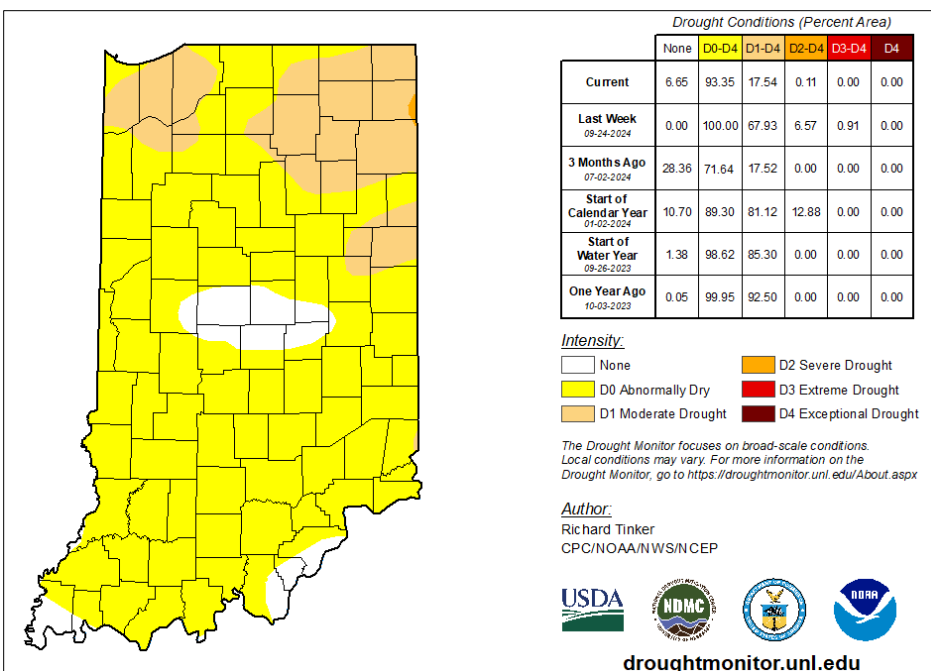 Drought Conditions (Percent Area)
None D0-D4 D1-D4 D2-D4 D3-D4 D4
Current 6.65 93.35 17.54 0.11 0.00 0.00
Last Week 0.00 100.00 67.93 6.57 0.91 0.00
09-24-2024
3 Months Ago 28.36 71.64 17.52 0.00 0.00 0.00
07-02-2024
Start of
Calendar Year 10.70 89.30 81.12 12.88 0.00 0.00
01-02-2024
Start of
Water Year 1.38 98.62 85.30 0.00 0.00 0.00
09-26-2023
One Year Ago 0.05 99.95 92.50 0.00 0.00 0.00
10-03-2023
Intensity:
None
D0 Abnormally Dry
D1 Moderate Drought
D2 Severe Drought
D3 Extreme Drought
D4 Exceptional Drought
The Drought Monitor focuses on broad-scale conditions.
Local conditions may vary. For more information on the
Drought Monitor, go to https://droughtmonitor.unl.edu/About.aspx
Author:
Richard Tinker
CPC/NOAA/NWS/NCEP
USDA
NDMC
NOAA
droughtmonitor.unl.edu